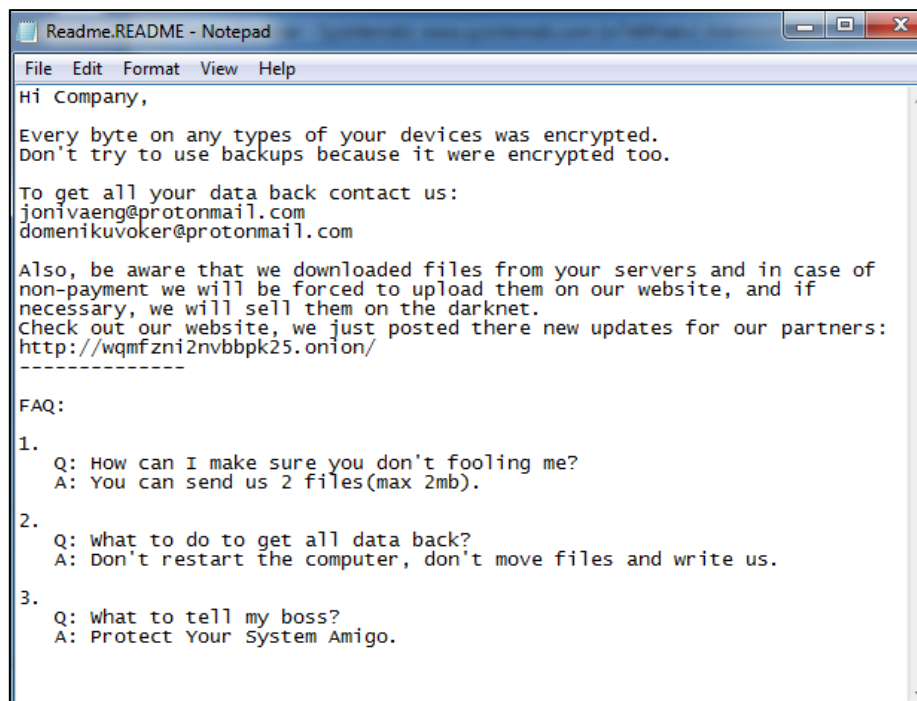 Readme.README - Notepad
File Edit Format View Help
Hi Company,
Every byte on any types of your devices was encrypted.
Don't try to use backups because it were encrypted too.
To get all your data back contact us:
jonivaeng@protonmail.com
domenikuvoker@protonmail.com
Also, be aware that we downloaded files from your servers and in case of
non-payment we will be forced to upload them on our website, and if
necessary, we will sell them on the darknet.
Check out our website, we just posted there new updates for our partners:
http://wqmfzni2nvbbpk25.onion/
--------------
FAQ:
1.
Q: How can I make sure you don't fooling me?
A: You can send us 2 files(max 2mb).
2.
Q: What to do to get all data back?
A: Don't restart the computer, don't move files and write us.
3.
Q: What to tell my boss?
A: Protect Your System Amigo.